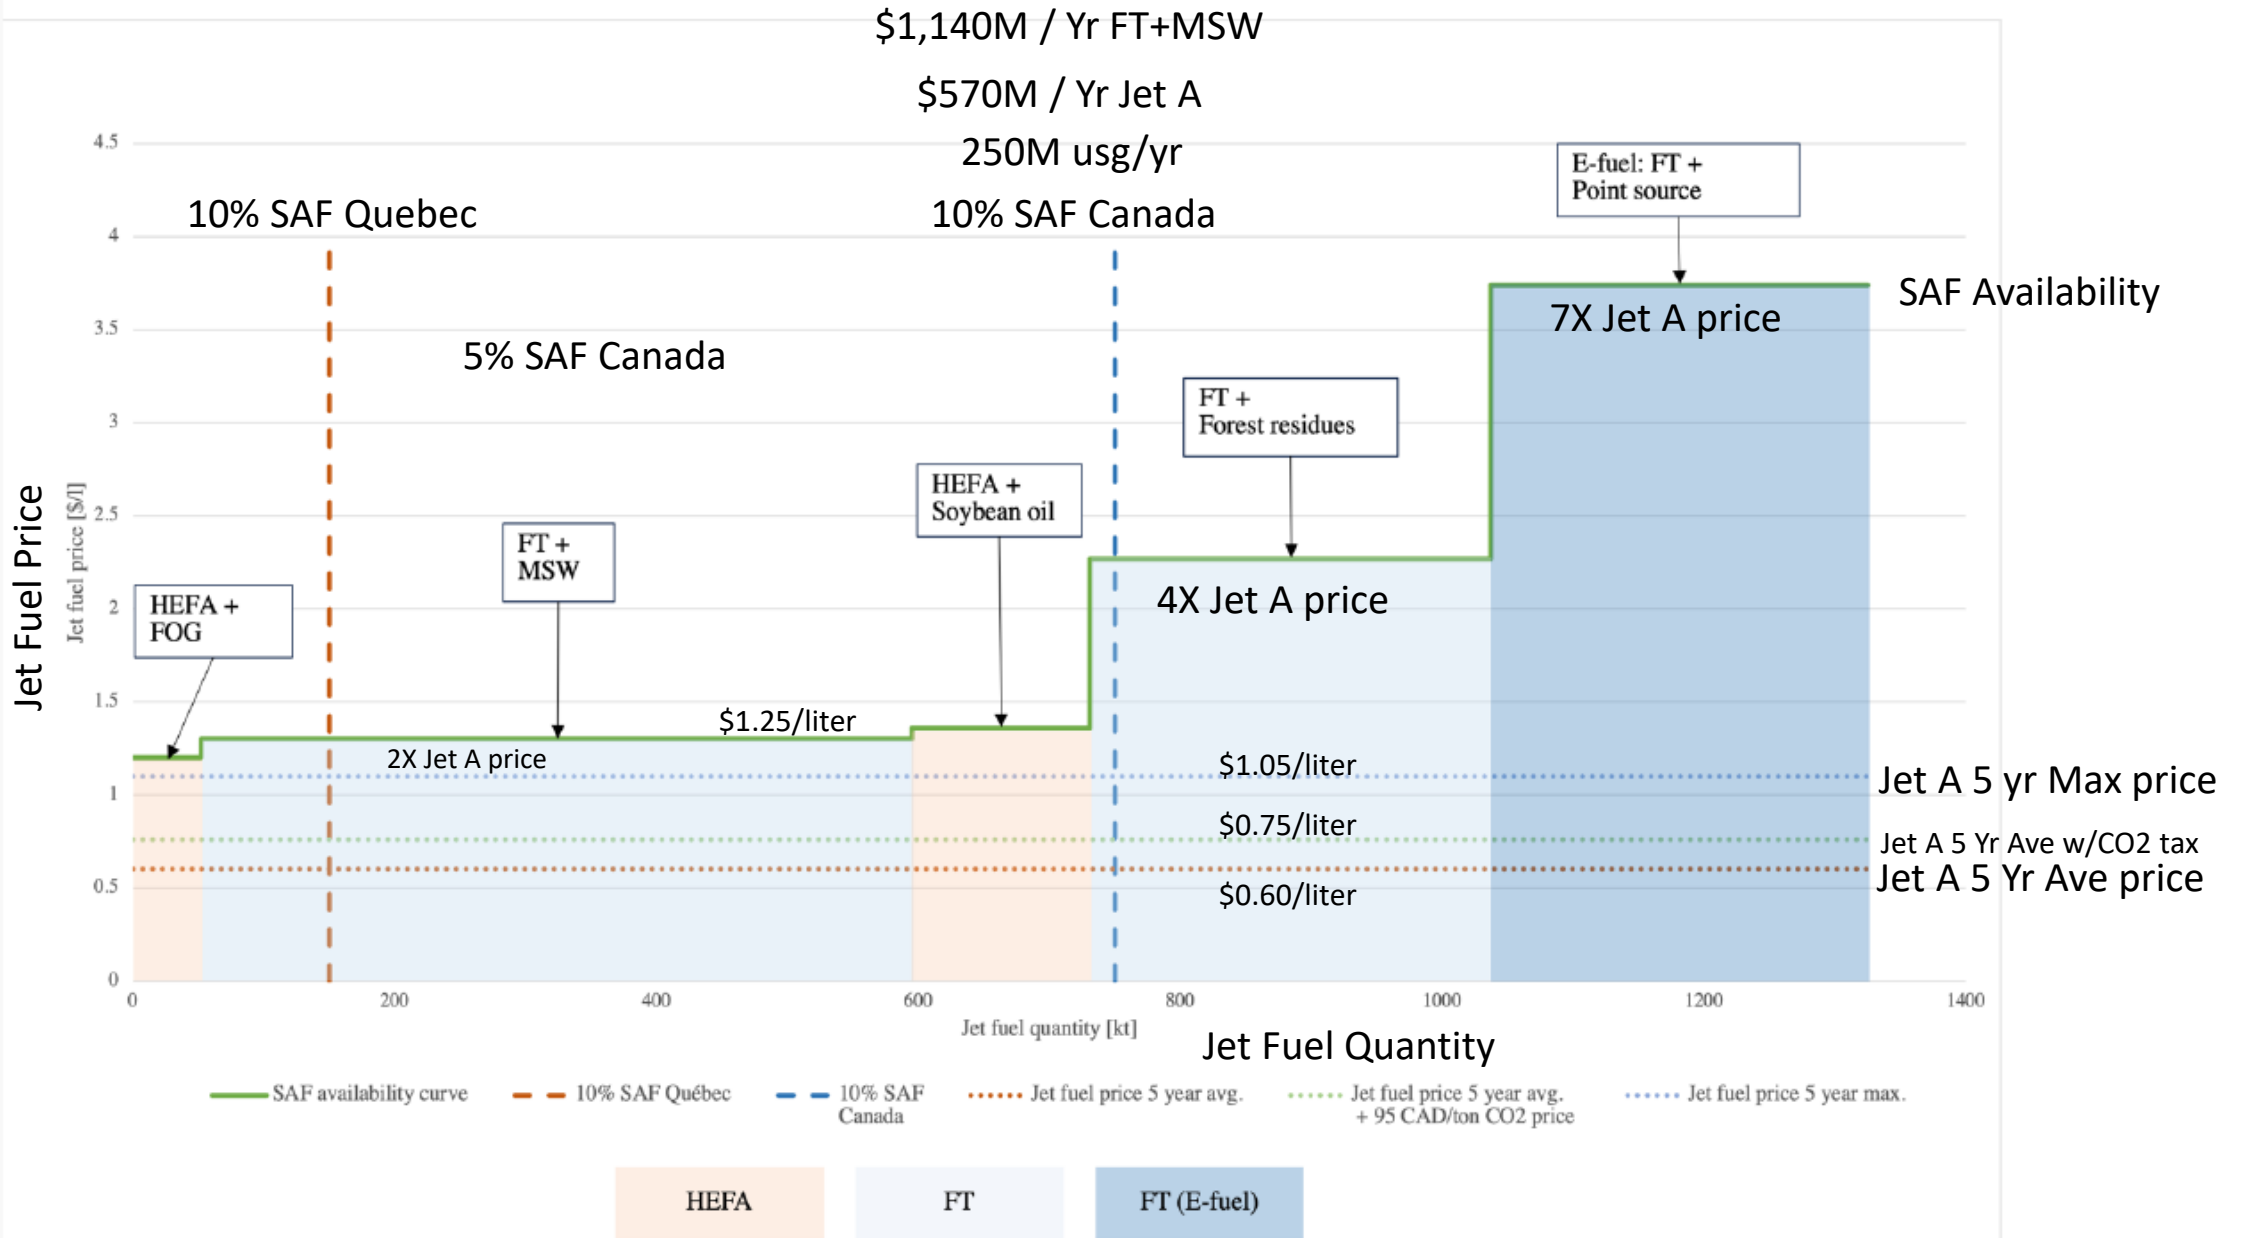 $1,140M / Yr FT+MSW
$570M / Yr Jet A
250M usg/yr
10% SAF Quebec
10% SAF Canada
5% SAF Canada
E-fuel: FT +
Point source
SAF Availability
7X Jet A price
FT +
Forest residues
HEFA +
Soybean oil
FT +
MSW
HEFA +
FOG
4X Jet A price
$1.25/liter
2X Jet A price
$1.05/liter
Jet A 5 yr Max price
$0.75/liter
Jet A 5 Yr Ave w/CO2 tax
Jet A 5 Yr Ave price
$0.60/liter
Jet Fuel Price
Jet fuel price [$/l]
4.5
4
3.5
3
2.5
2
1.5
1
0.5
0
0 200 400 600 800 1000 1200 1400
Jet fuel quantity [kt]
Jet Fuel Quantity
SAF availability curve
10% SAF Québec
10% SAF
Canada
Jet fuel price 5 year avg.
Jet fuel price 5 year avg.
+ 95 CAD/ton CO2 price
Jet fuel price 5 year max.
HEFA
FT
FT (E-fuel)